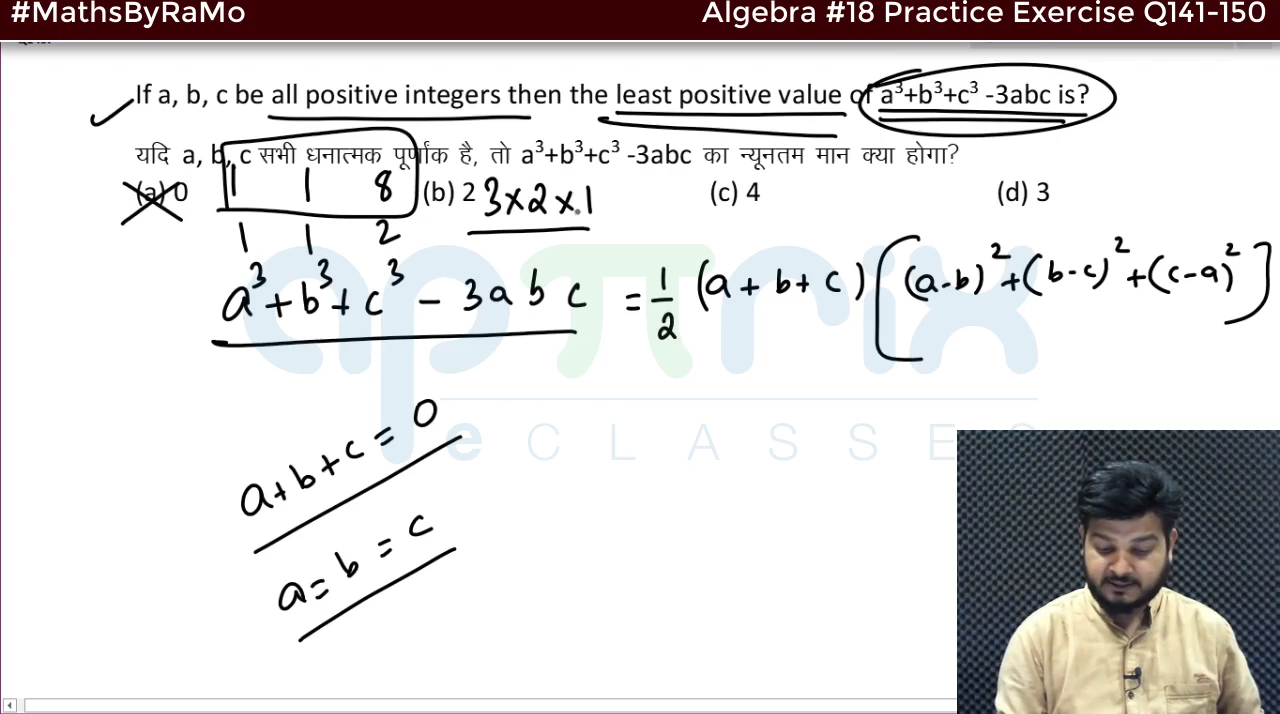 #MathsByRaMo
Algebra #18 Practice Exercise Q141-150
If a, b, c be all positive integers then the least positive value of a³+b³+c³ -3abc is?
यदि a, b, c सभी धनात्मक पूर्णांक है, तो a³+b³+c³ -3abc का न्यूनतम मान क्या होगा?
(a) 0 (b) 2 (c) 4 (d) 3
1 1 8 3×2×1
1 1 2
a³+b³+c³ - 3abc = 1/2 (a+b+c) [(a-b)²+(b-c)²+(c-a)²]
apπrix
e CLASSES
a+b+c = 0
a=b=c